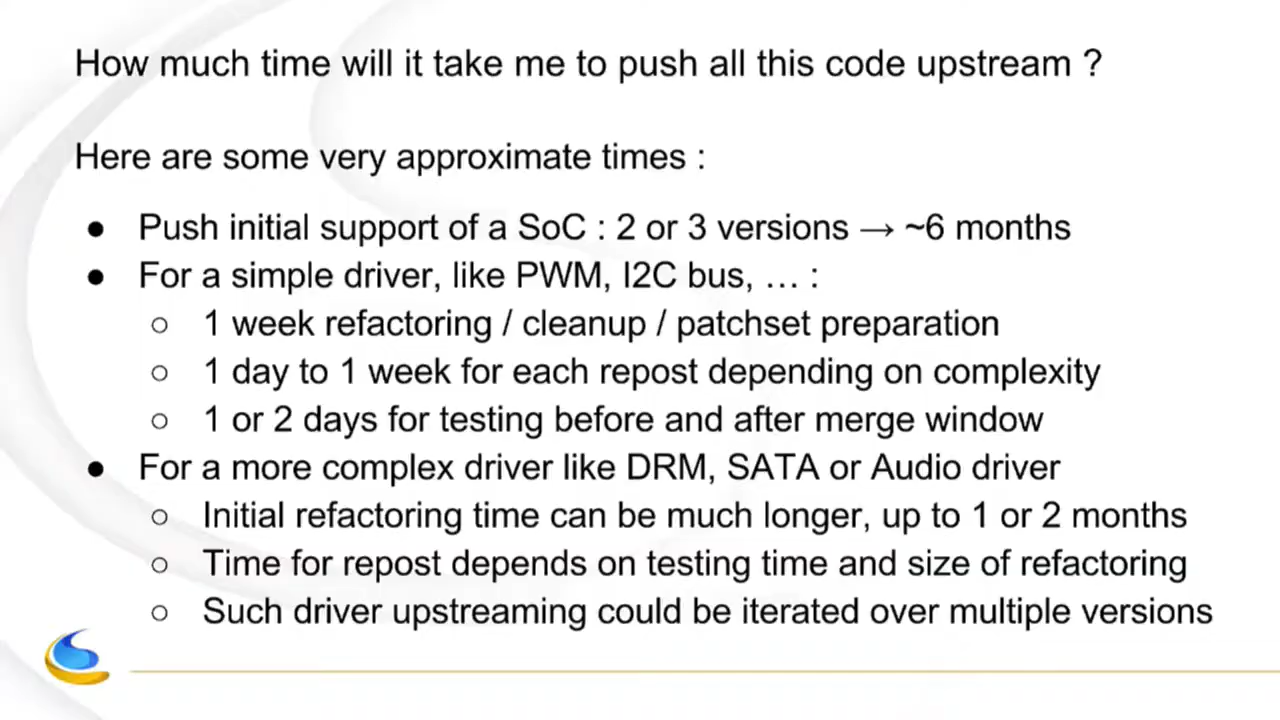 How much time will it take me to push all this code upstream ?
Here are some very approximate times :
● Push initial support of a SoC : 2 or 3 versions → ~6 months
● For a simple driver, like PWM, I2C bus, … :
○ 1 week refactoring / cleanup / patchset preparation
○ 1 day to 1 week for each repost depending on complexity
○ 1 or 2 days for testing before and after merge window
● For a more complex driver like DRM, SATA or Audio driver
○ Initial refactoring time can be much longer, up to 1 or 2 months
○ Time for repost depends on testing time and size of refactoring
○ Such driver upstreaming could be iterated over multiple versions